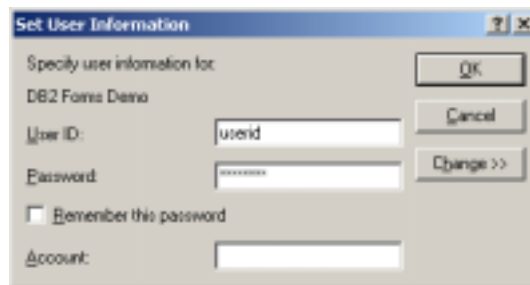 Set User Information
Specify user information for:
OK
DB2 Forms Demo
User ID: userid
Cancel
Password: ********
Change >>
Remember this password
Account: